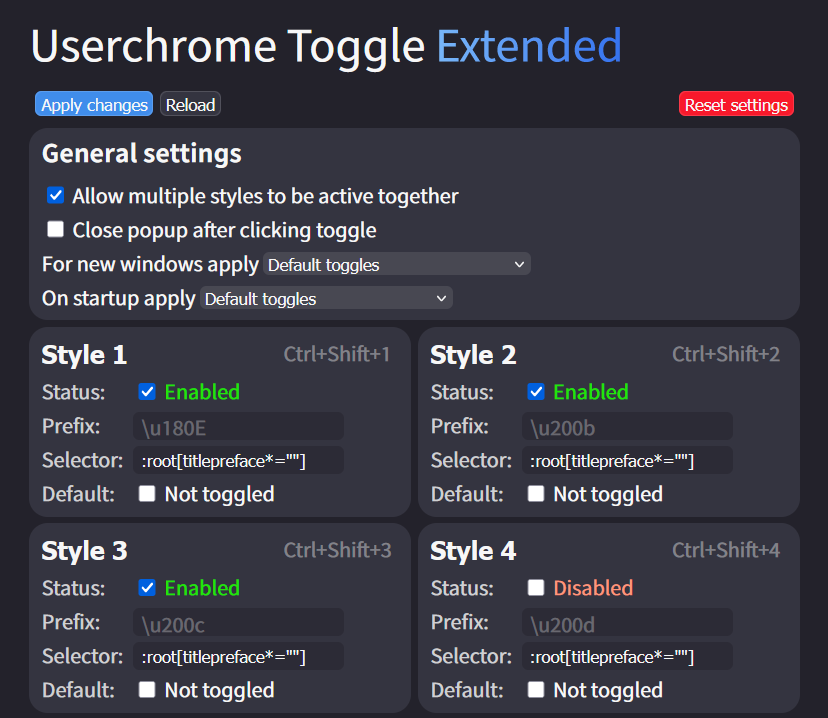 Userchrome Toggle Extended
Apply changes Reload Reset settings
General settings
Allow multiple styles to be active together
Close popup after clicking toggle
For new windows apply Default toggles
On startup apply Default toggles
Style 1 Ctrl+Shift+1
Status: Enabled
Prefix: \u180E
Selector: :root[titlepreface*=""]
Default: Not toggled
Style 2 Ctrl+Shift+2
Status: Enabled
Prefix: \u200b
Selector: :root[titlepreface*=""]
Default: Not toggled
Style 3 Ctrl+Shift+3
Status: Enabled
Prefix: \u200c
Selector: :root[titlepreface*=""]
Default: Not toggled
Style 4 Ctrl+Shift+4
Status: Disabled
Prefix: \u200d
Selector: :root[titlepreface*=""]
Default: Not toggled